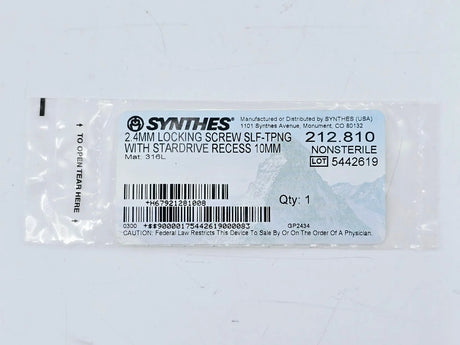 SYNTHES®
Manufactured or Distributed by SYNTHES (USA)
1101 Synthes Avenue, Monument, CO 80132
2.4MM LOCKING SCREW SLF-TPNG 212.810
WITH STARDRIVE RECESS 10MM NONSTERILE
Mat: 316L
LOT 5442619
Qty: 1
+H67921281008
0300 +$$90000175442619000083 GP2434
CAUTION: Federal Law Restricts This Device To Sale By Or On The Order Of A Physician.
↑ TO OPEN TEAR HERE ↑